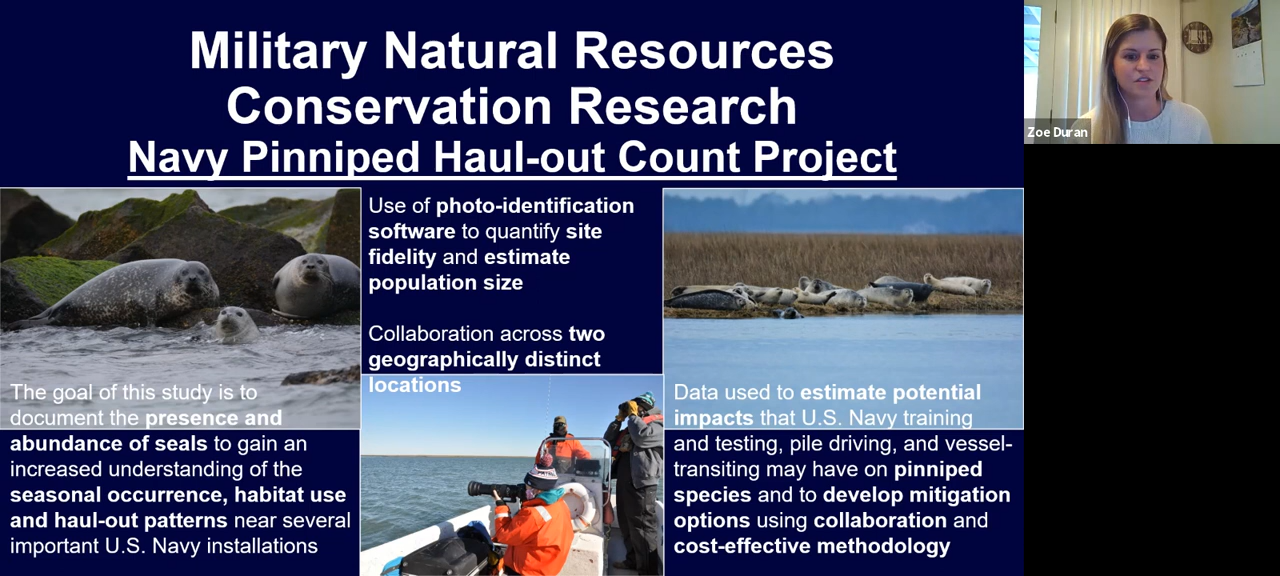 Military Natural Resources
Conservation Research
Navy Pinniped Haul-out Count Project
Zoe Duran
Use of photo-identification
software to quantify site
fidelity and estimate
population size
Collaboration across two
geographically distinct
locations
The goal of this study is to
document the presence and
abundance of seals to gain an
increased understanding of the
seasonal occurrence, habitat use
and haul-out patterns near several
important U.S. Navy installations
Data used to estimate potential
impacts that U.S. Navy training
and testing, pile driving, and vessel-
transiting may have on pinniped
species and to develop mitigation
options using collaboration and
cost-effective methodology